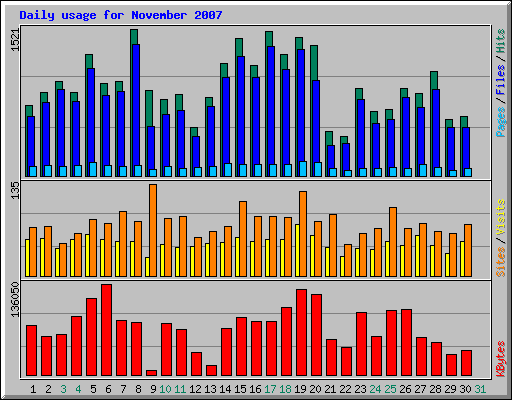 Daily usage for November 2007
1521
Pages / Files / Hits
135
Sites / Visits
136050
KBytes
1 2 3 4 5 6 7 8 9 10 11 12 13 14 15 16 17 18 19 20 21 22 23 24 25 26 27 28 29 30 31